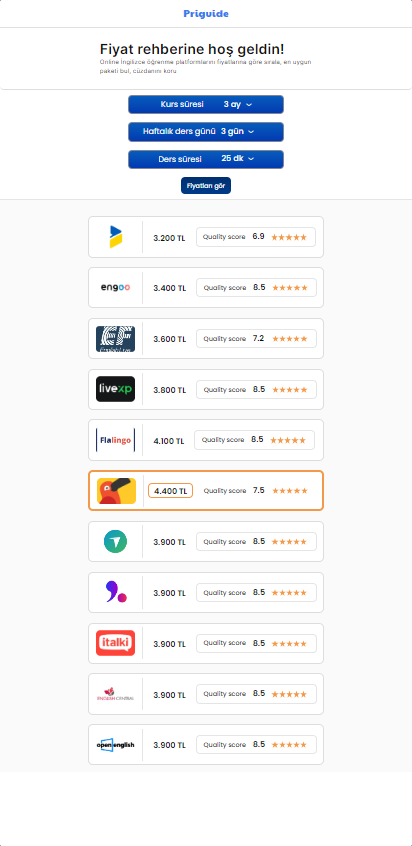 Priguide
Fiyat rehberine hoş geldin!
Online İngilizce öğrenme platformlarını fiyatlarına göre sırala, en uygun
paketi bul, cüzdanını koru
Kurs süresi 3 ay
Haftalık ders günü 3 gün
Ders süresi 25 dk
Fiyatları gör
3.200 TL Quality score 6.9
engoo 3.400 TL Quality score 8.5
3.600 TL Quality score 7.2
livexp 3.800 TL Quality score 8.5
Flalingo 4.100 TL Quality score 8.5
4.400 TL Quality score 7.5
3.900 TL Quality score 8.5
3.900 TL Quality score 8.5
italki 3.900 TL Quality score 8.5
3.900 TL Quality score 8.5
open english 3.900 TL Quality score 8.5